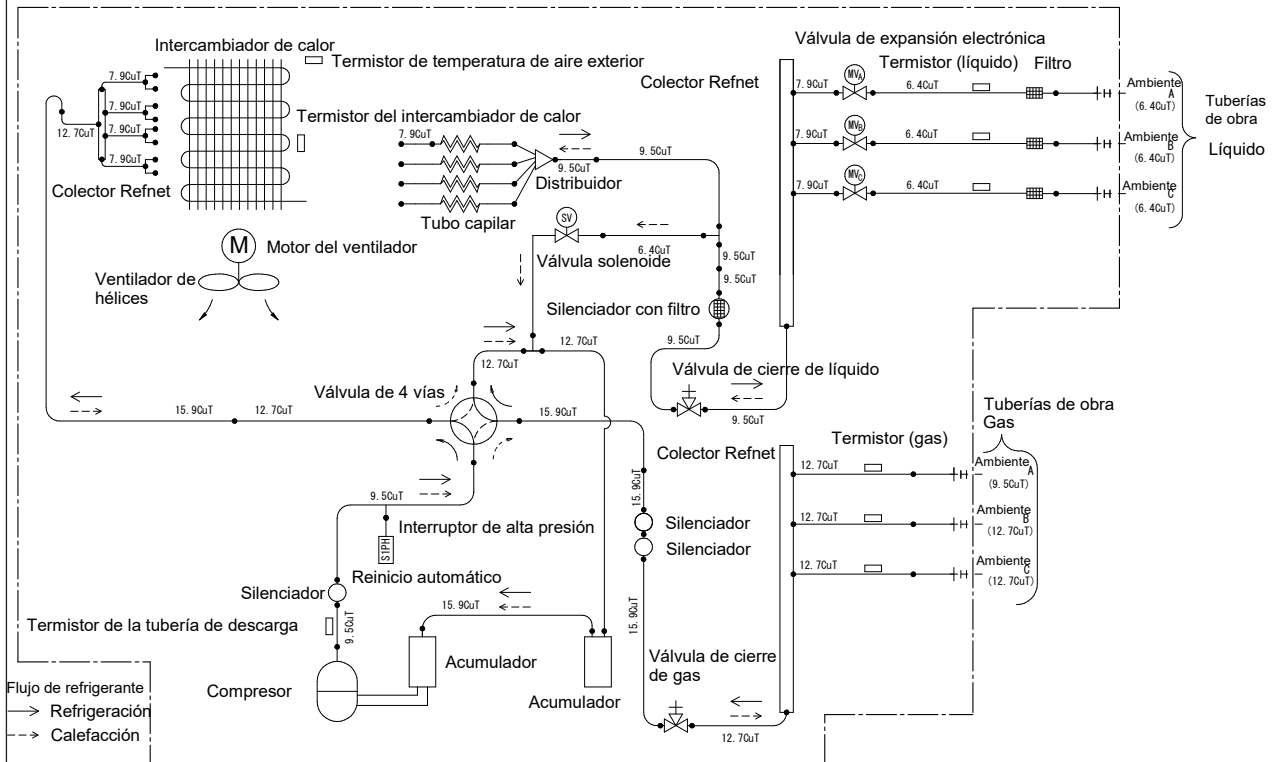 Intercambiador de calor
Termistor de temperatura de aire exterior
7.9CuT
7.9CuT
7.9CuT
7.9CuT
12.7CuT
Colector Refnet
Termistor del intercambiador de calor
7.9CuT
9.5CuT
9.5CuT
Distribuidor
Tubo capilar
SV
6.4CuT
Válvula solenoide
9.5CuT
9.5CuT
Silenciador con filtro
9.5CuT
Válvula de cierre de líquido
9.5CuT
Colector Refnet
Válvula de expansión electrónica
Termistor (líquido)
Filtro
7.9CuT
MVA
6.4CuT
Ambiente A
(6.4CuT)
7.9CuT
MVB
6.4CuT
Ambiente B
(6.4CuT)
7.9CuT
MVC
6.4CuT
Ambiente C
(6.4CuT)
Tuberías
de obra
Líquido
M
Motor del ventilador
Ventilador de
hélices
12.7CuT
12.7CuT
Válvula de 4 vías
15.9CuT
12.7CuT
15.9CuT
9.5CuT
Interruptor de alta presión
S1PH
Reinicio automático
Silenciador
9.5CuT
Termistor de la tubería de descarga
Compresor
15.9CuT
Acumulador
Acumulador
15.9CuT
Silenciador
Silenciador
15.9CuT
Válvula de cierre
de gas
12.7CuT
Colector Refnet
Termistor (gas)
Tuberías de obra
Gas
12.7CuT
Ambiente A
(9.5CuT)
12.7CuT
Ambiente B
(12.7CuT)
12.7CuT
Ambiente C
(12.7CuT)
Flujo de refrigerante
Refrigeración
Calefacción